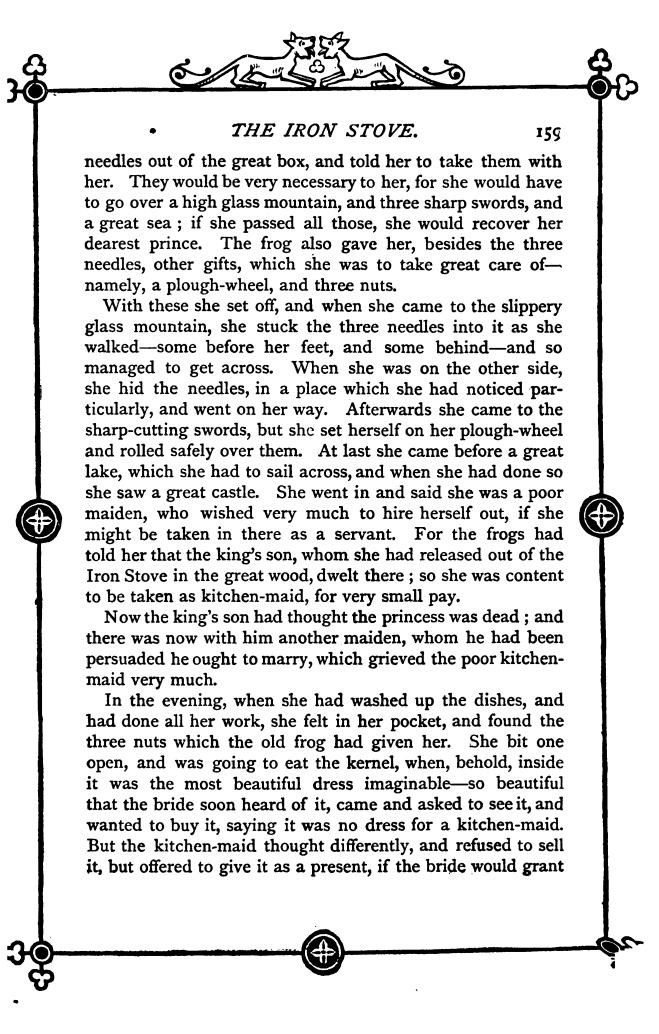 THE IRON STOVE. 159
needles out of the great box, and told her to take them with
her. They would be very necessary to her, for she would have
to go over a high glass mountain, and three sharp swords, and
a great sea ; if she passed all those, she would recover her
dearest prince. The frog also gave her, besides the three
needles, other gifts, which she was to take great care of—
namely, a plough-wheel, and three nuts.
With these she set off, and when she came to the slippery
glass mountain, she stuck the three needles into it as she
walked—some before her feet, and some behind—and so
managed to get across. When she was on the other side,
she hid the needles, in a place which she had noticed par-
ticularly, and went on her way. Afterwards she came to the
sharp-cutting swords, but she set herself on her plough-wheel
and rolled safely over them. At last she came before a great
lake, which she had to sail across, and when she had done so
she saw a great castle. She went in and said she was a poor
maiden, who wished very much to hire herself out, if she
might be taken in there as a servant. For the frogs had
told her that the king's son, whom she had released out of the
Iron Stove in the great wood, dwelt there ; so she was content
to be taken as kitchen-maid, for very small pay.
Now the king's son had thought the princess was dead ; and
there was now with him another maiden, whom he had been
persuaded he ought to marry, which grieved the poor kitchen-
maid very much.
In the evening, when she had washed up the dishes, and
had done all her work, she felt in her pocket, and found the
three nuts which the old frog had given her. She bit one
open, and was going to eat the kernel, when, behold, inside
it was the most beautiful dress imaginable—so beautiful
that the bride soon heard of it, came and asked to see it, and
wanted to buy it, saying it was no dress for a kitchen-maid.
But the kitchen-maid thought differently, and refused to sell
it, but offered to give it as a present, if the bride would grant